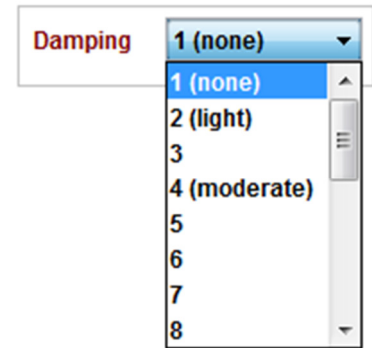 Damping 1 (none)
1 (none)
2 (light)
3
4 (moderate)
5
6
7
8